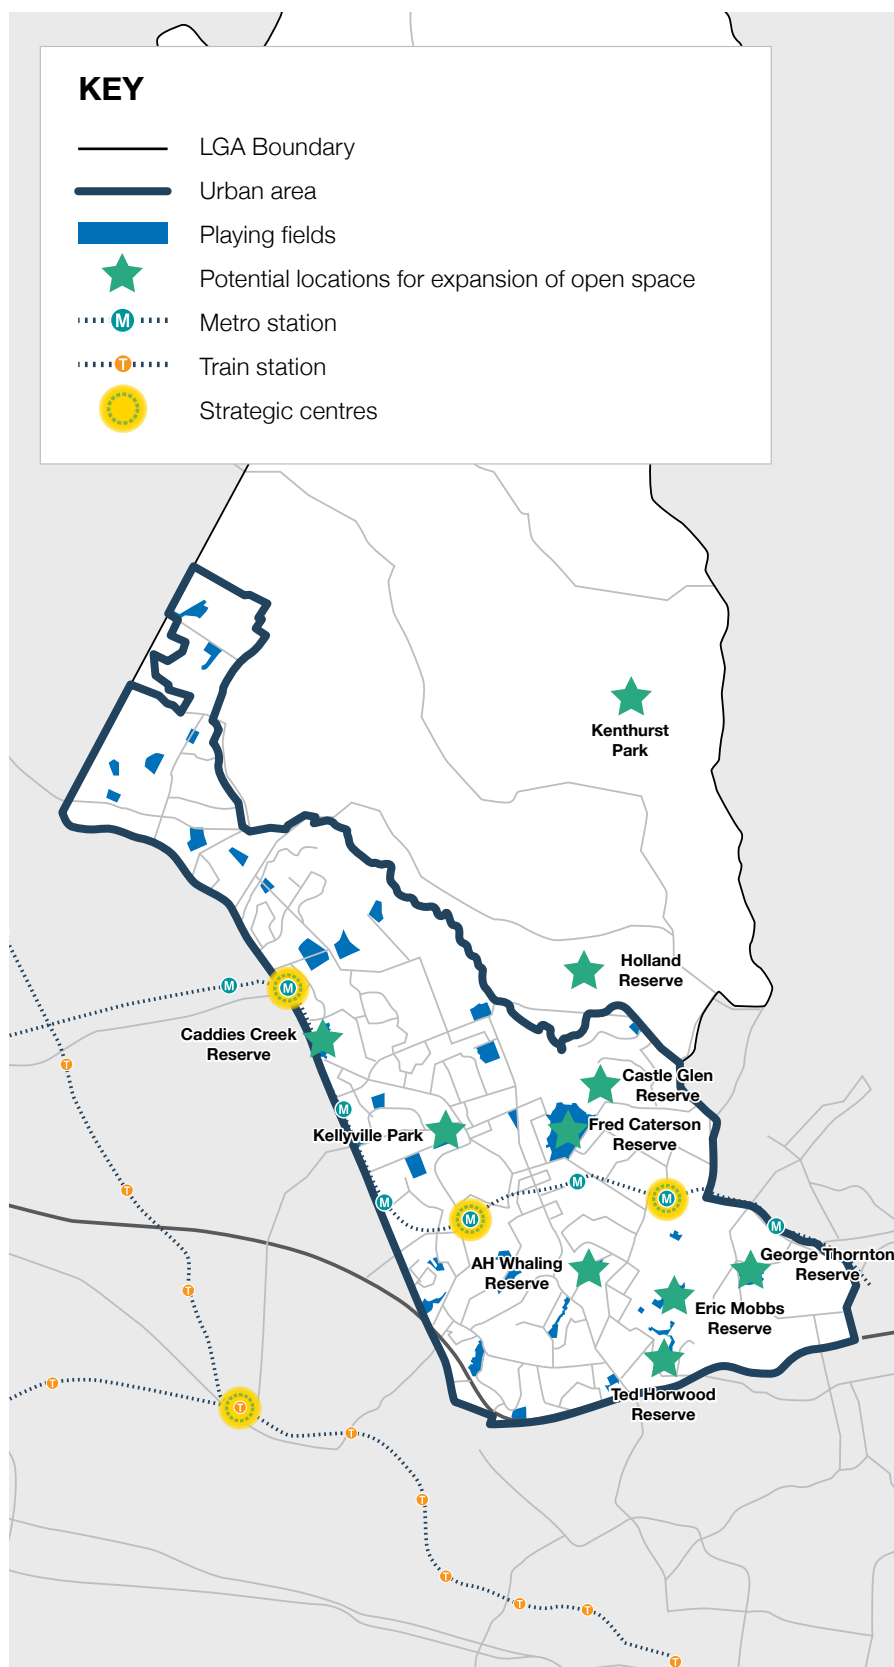 KEY
LGA Boundary
Urban area
Playing fields
Potential locations for expansion of open space
M
Metro station
T
Train station
Strategic centres
Kenthurst
Park
Holland
Reserve
M
M
Caddies Creek
Reserve
T
Castle Glen
Reserve
M
Kellyville Park
Fred Caterson
Reserve
T
M
M
M
M
M
AH Whaling
Reserve
George Thornton
Reserve
T
Eric Mobbs
Reserve
T
T
Ted Horwood
Reserve
T
T
T
T
T
T